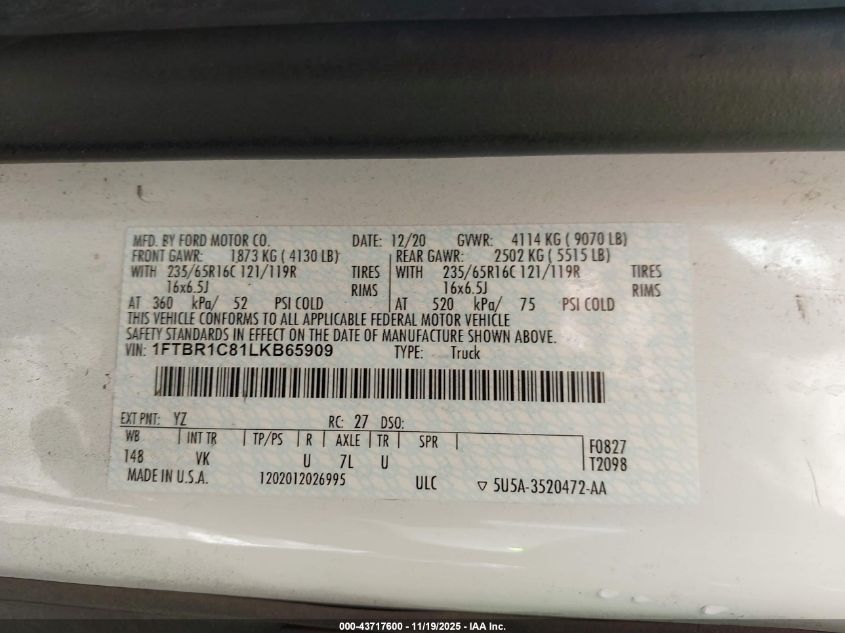 MFD. BY FORD MOTOR CO. DATE: 12/20 GVWR: 4114 KG ( 9070 LB)
FRONT GAWR: 1873 KG ( 4130 LB) REAR GAWR: 2502 KG ( 5515 LB)
WITH 235/65R16C 121/119R TIRES WITH 235/65R16C 121/119R TIRES
16x6.5J RIMS 16x6.5J RIMS
AT 360 kPa/ 52 PSI COLD AT 520 kPa/ 75 PSI COLD
THIS VEHICLE CONFORMS TO ALL APPLICABLE FEDERAL MOTOR VEHICLE
SAFETY STANDARDS IN EFFECT ON THE DATE OF MANUFACTURE SHOWN ABOVE.
VIN: 1FTBR1C81LKB65909 TYPE: Truck
EXT PNT: YZ RC: 27 DSO:
WB INT TR TP/PS R AXLE TR SPR F0827
148 VK U 7L U T2098
MADE IN U.S.A. 1202012026995 ULC ▽ 5U5A-3520472-AA
000-43717600 - 11/19/2025 - IAA Inc.